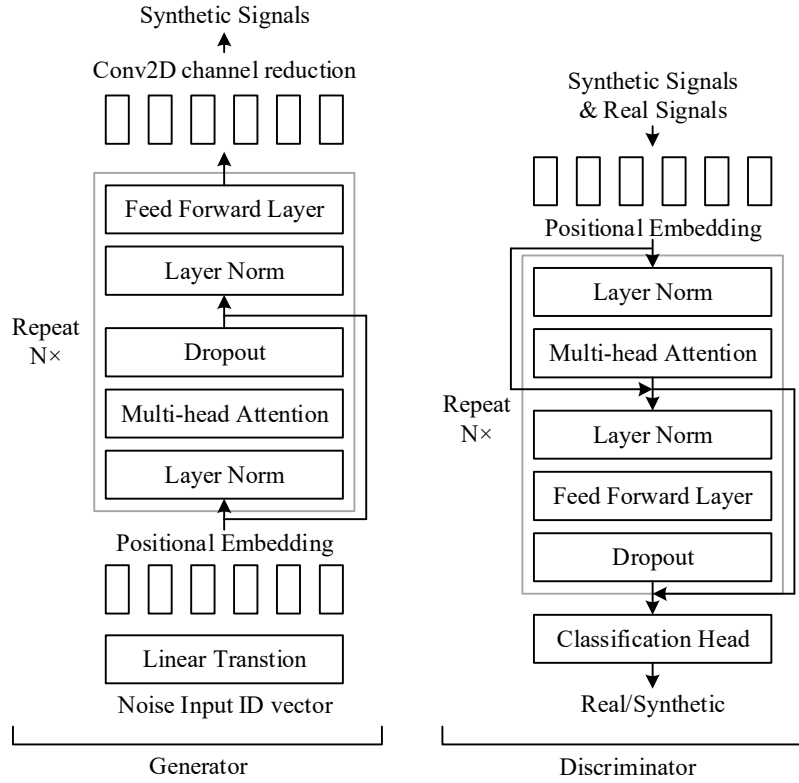 Synthetic Signals
Conv2D channel reduction
Feed Forward Layer
Layer Norm
Repeat
N×
Dropout
Multi-head Attention
Layer Norm
Positional Embedding
Linear Transtion
Noise Input ID vector
Generator
Synthetic Signals
& Real Signals
Positional Embedding
Layer Norm
Multi-head Attention
Repeat
N×
Layer Norm
Feed Forward Layer
Dropout
Classification Head
Real/Synthetic
Discriminator